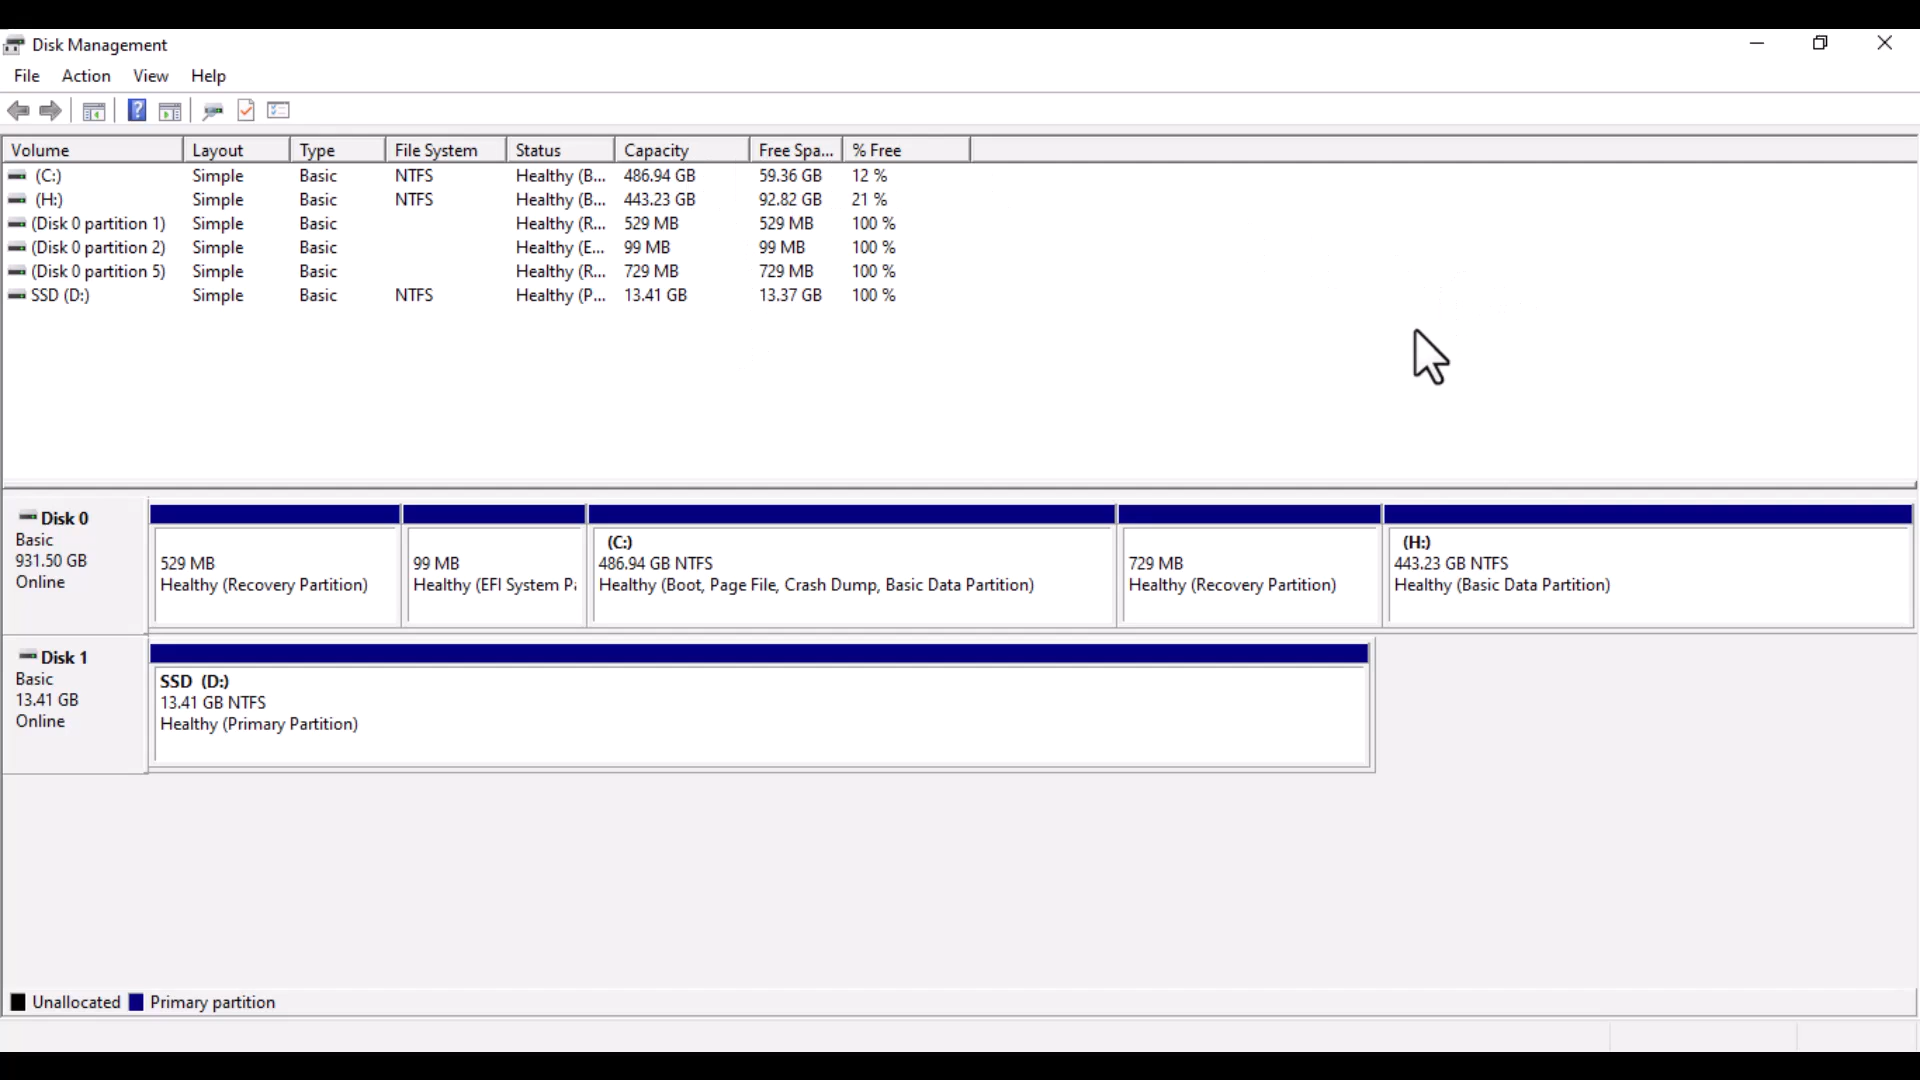 Disk Management
File Action View Help
Volume Layout Type File System Status Capacity Free Spa... % Free
(C:) Simple Basic NTFS Healthy (B... 486.94 GB 59.36 GB 12 %
(H:) Simple Basic NTFS Healthy (B... 443.23 GB 92.82 GB 21 %
(Disk 0 partition 1) Simple Basic Healthy (R... 529 MB 529 MB 100 %
(Disk 0 partition 2) Simple Basic Healthy (E... 99 MB 99 MB 100 %
(Disk 0 partition 5) Simple Basic Healthy (R... 729 MB 729 MB 100 %
SSD (D:) Simple Basic NTFS Healthy (P... 13.41 GB 13.37 GB 100 %
Disk 0
Basic
931.50 GB
Online
529 MB
Healthy (Recovery Partition)
99 MB
Healthy (EFI System Pa
(C:)
486.94 GB NTFS
Healthy (Boot, Page File, Crash Dump, Basic Data Partition)
729 MB
Healthy (Recovery Partition)
(H:)
443.23 GB NTFS
Healthy (Basic Data Partition)
Disk 1
Basic
13.41 GB
Online
SSD (D:)
13.41 GB NTFS
Healthy (Primary Partition)
Unallocated Primary partition